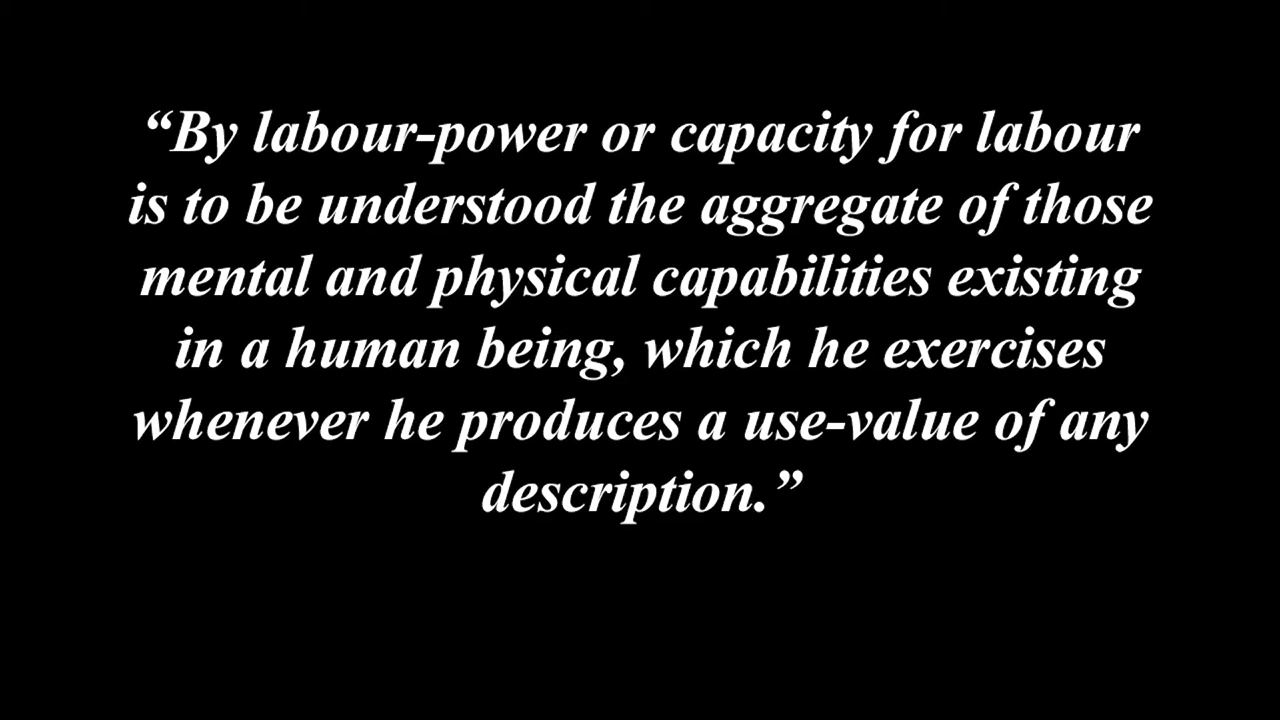 “By labour-power or capacity for labour
is to be understood the aggregate of those
mental and physical capabilities existing
in a human being, which he exercises
whenever he produces a use-value of any
description.”